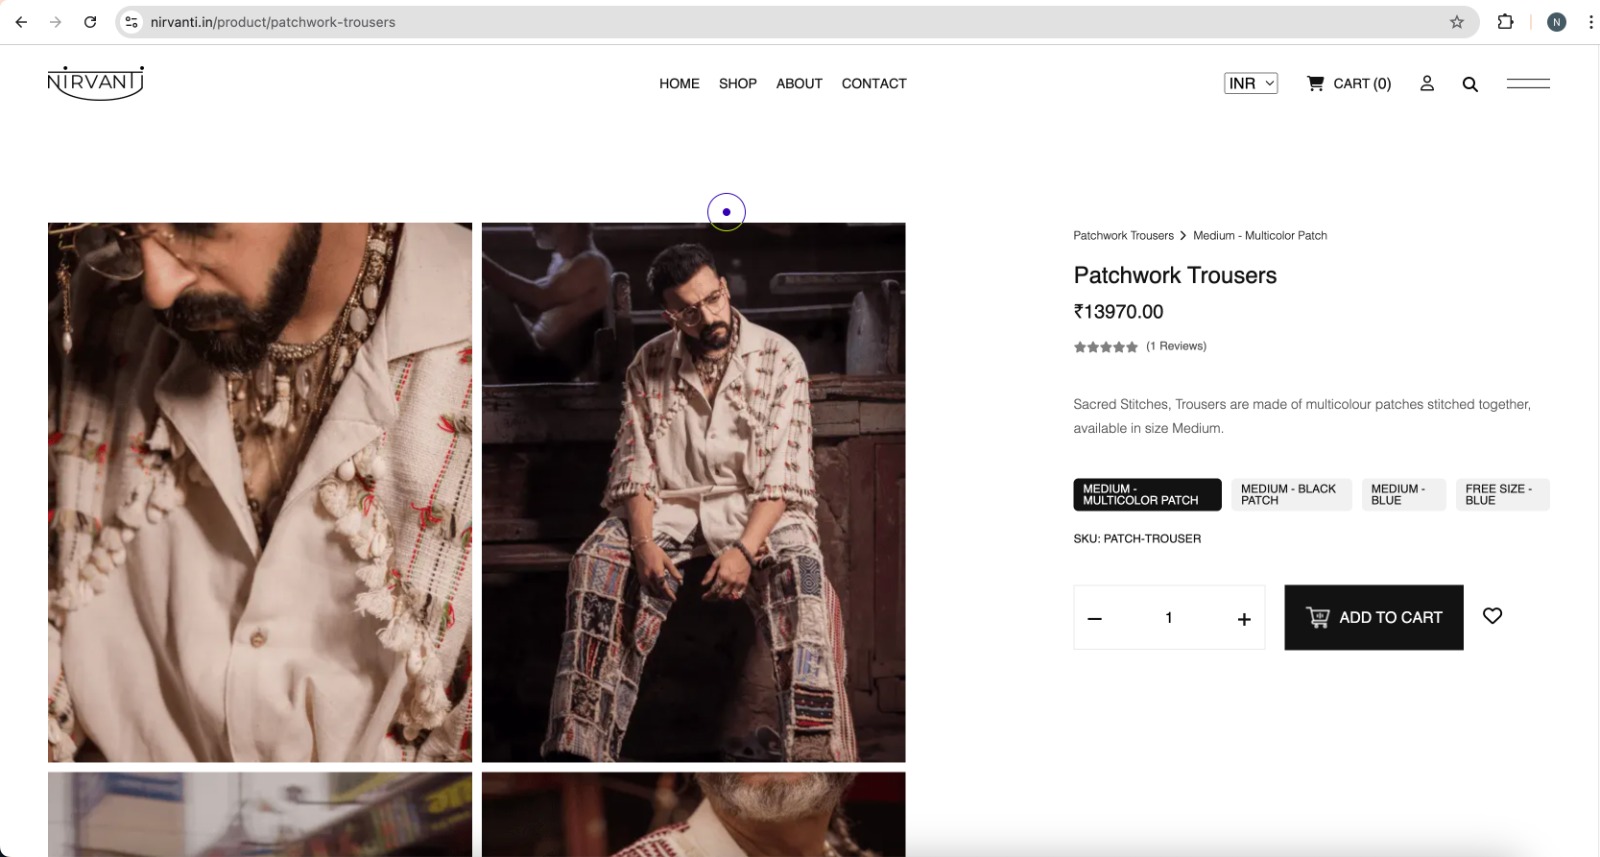 nirvanti.in/product/patchwork-trousers
N
NIRVANTI
HOME SHOP ABOUT CONTACT
INR
CART (0)
Patchwork Trousers > Medium - Multicolor Patch
Patchwork Trousers
₹13970.00
(1 Reviews)
Sacred Stitches, Trousers are made of multicolour patches stitched together,
available in size Medium.
MEDIUM -
MULTICOLOR PATCH
MEDIUM - BLACK
PATCH
MEDIUM -
BLUE
FREE SIZE -
BLUE
SKU: PATCH-TROUSER
− 1 +
ADD TO CART